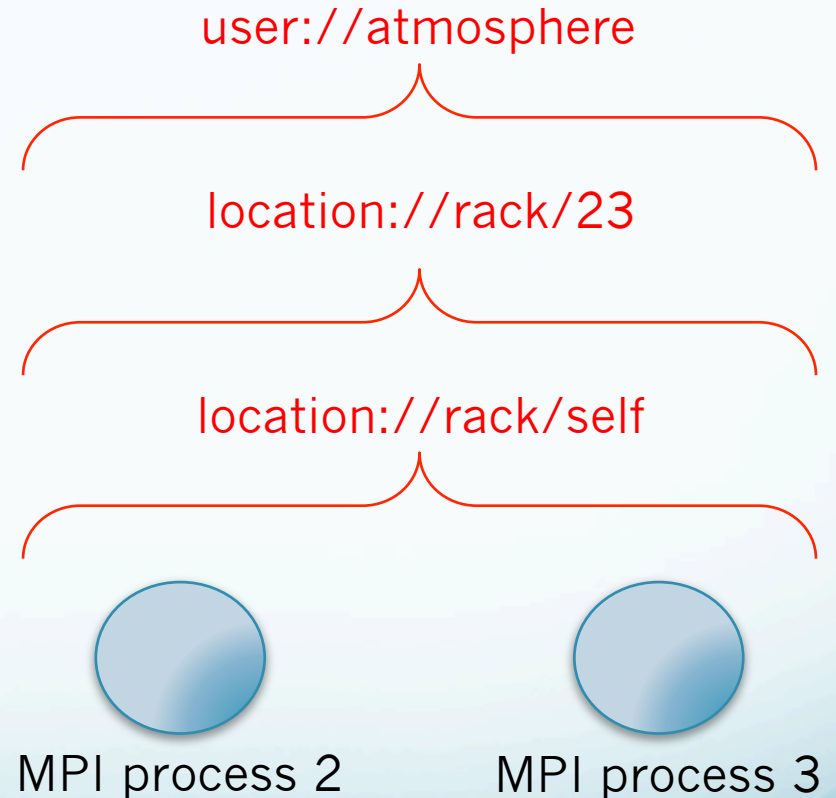 user://atmosphere
location://rack/23
location://rack/self
MPI process 2 MPI process 3